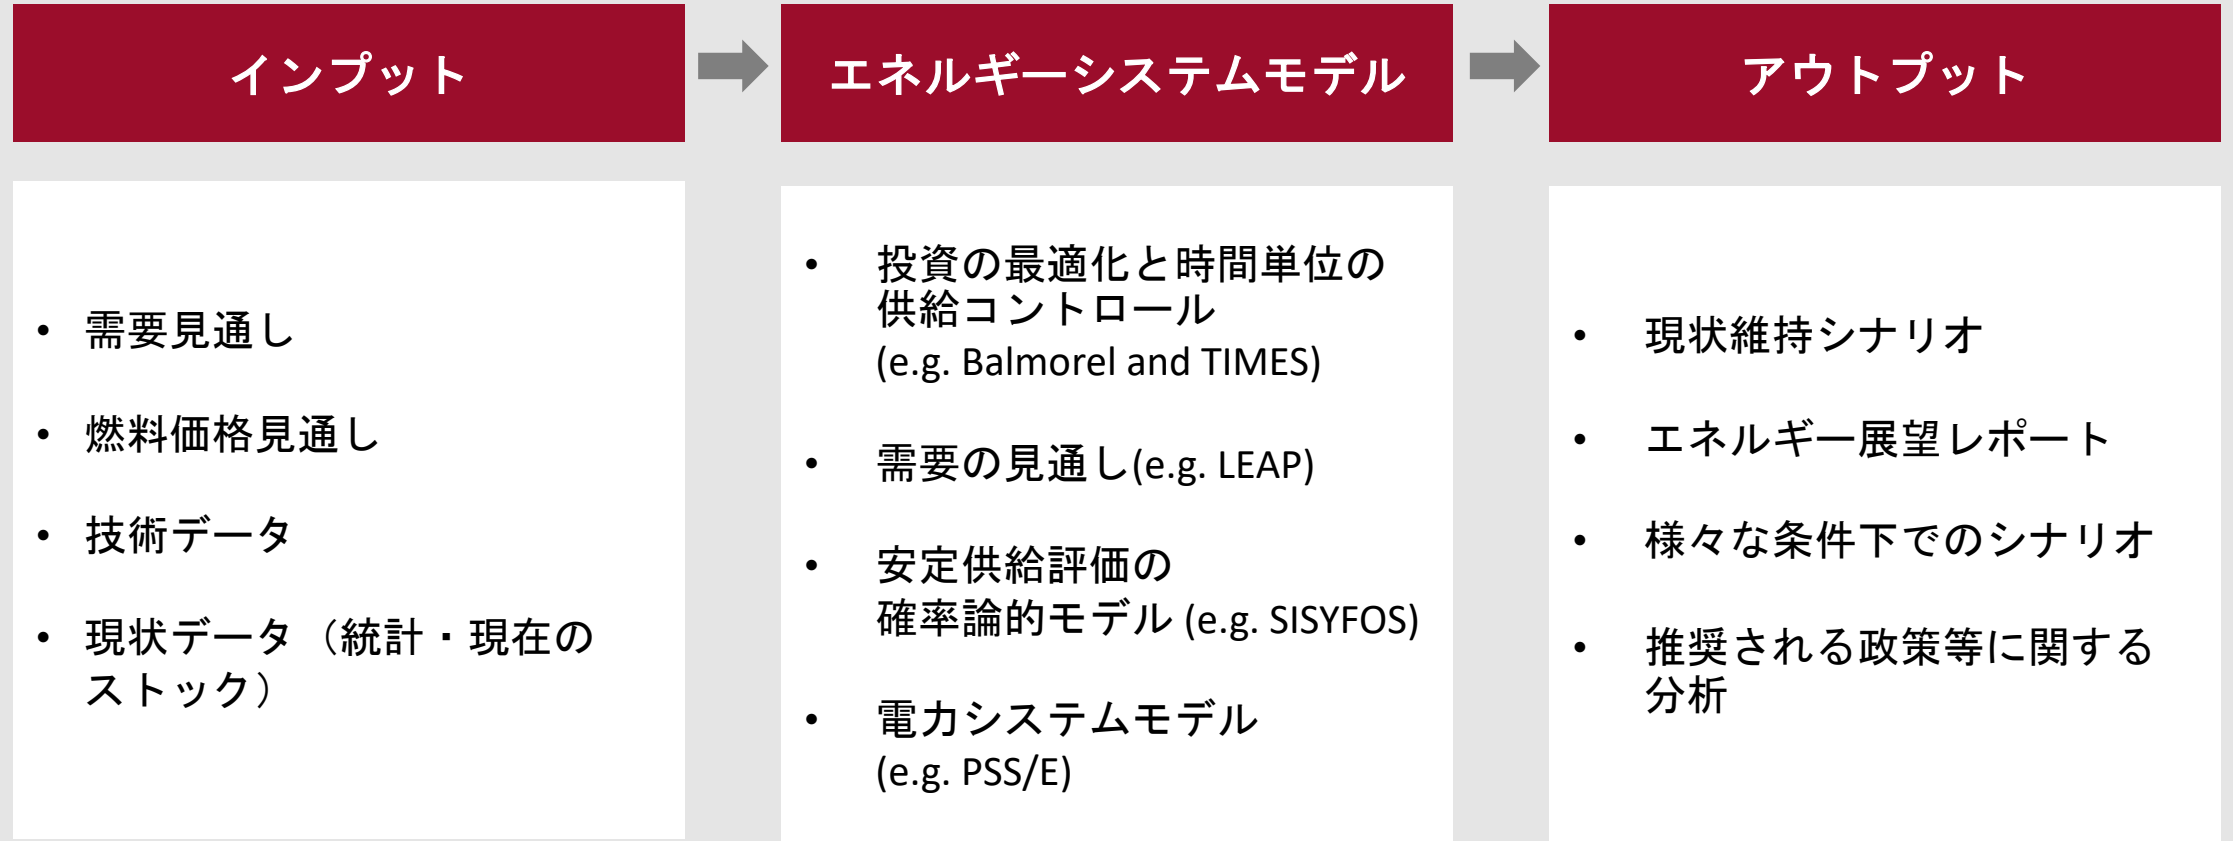 インプット
エネルギーシステムモデル
アウトプット
• 需要見通し
• 燃料価格見通し
• 技術データ
• 現状データ（統計・現在の
ストック）
• 投資の最適化と時間単位の
供給コントロール
(e.g. Balmorel and TIMES)
• 需要の見通し(e.g. LEAP)
• 安定供給評価の
確率論的モデル (e.g. SISYFOS)
• 電力システムモデル
(e.g. PSS/E)
• 現状維持シナリオ
• エネルギー展望レポート
• 様々な条件下でのシナリオ
• 推奨される政策等に関する
分析